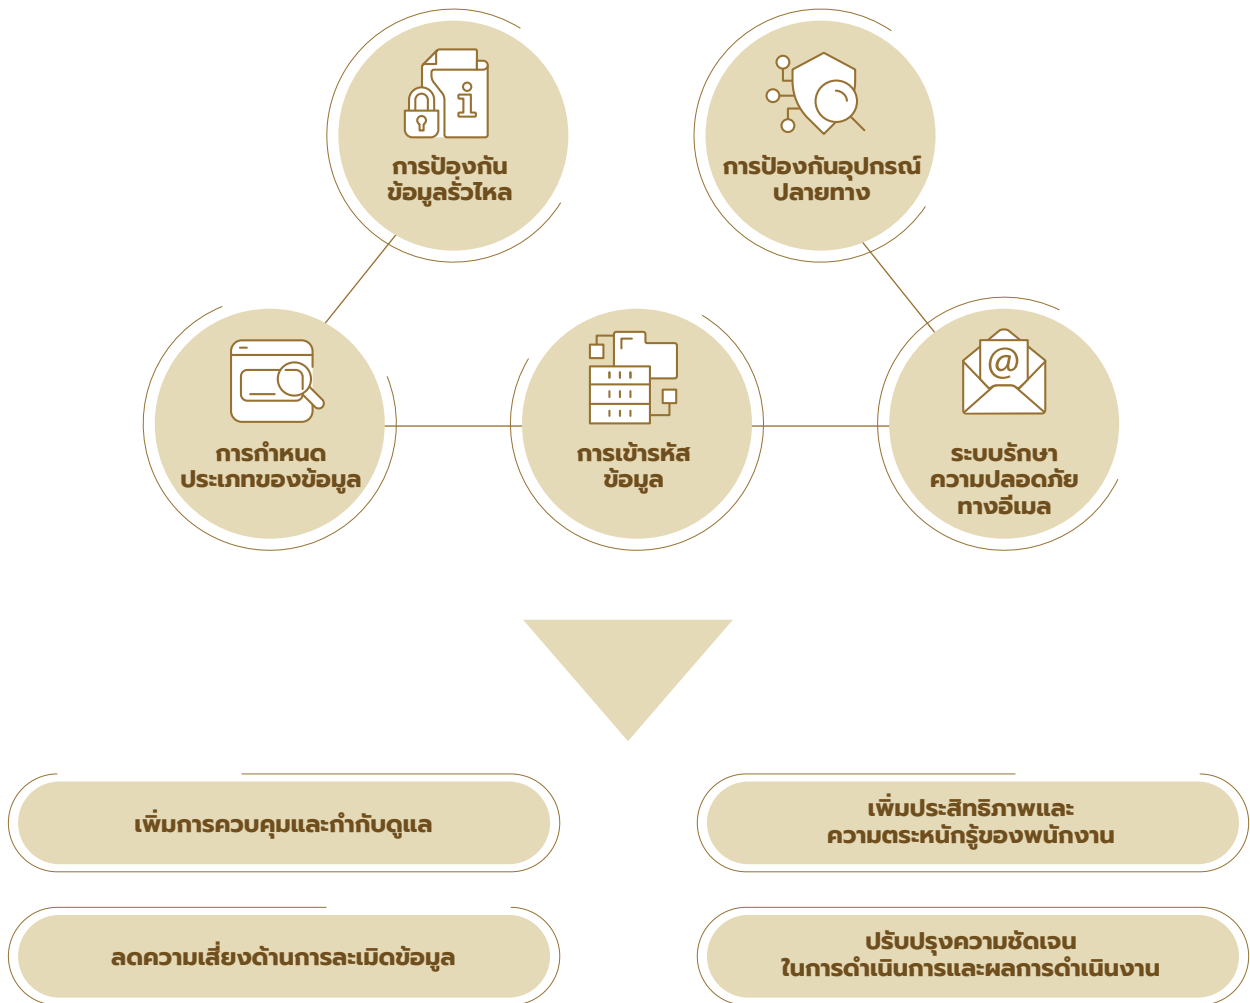 การป้องกัน
ข้อมูลรั่วไหล
การป้องกันอุปกรณ์
ปลายทาง
การกำหนด
ประเภทของข้อมูล
การเข้ารหัส
ข้อมูล
ระบบรักษา
ความปลอดภัย
ทางอีเมล
เพิ่มการควบคุมและกำกับดูแล
เพิ่มประสิทธิภาพและ
ความตระหนักรู้ของพนักงาน
ลดความเสี่ยงด้านการละเมิดข้อมูล
ปรับปรุงความชัดเจน
ในการดำเนินการและผลการดำเนินงาน